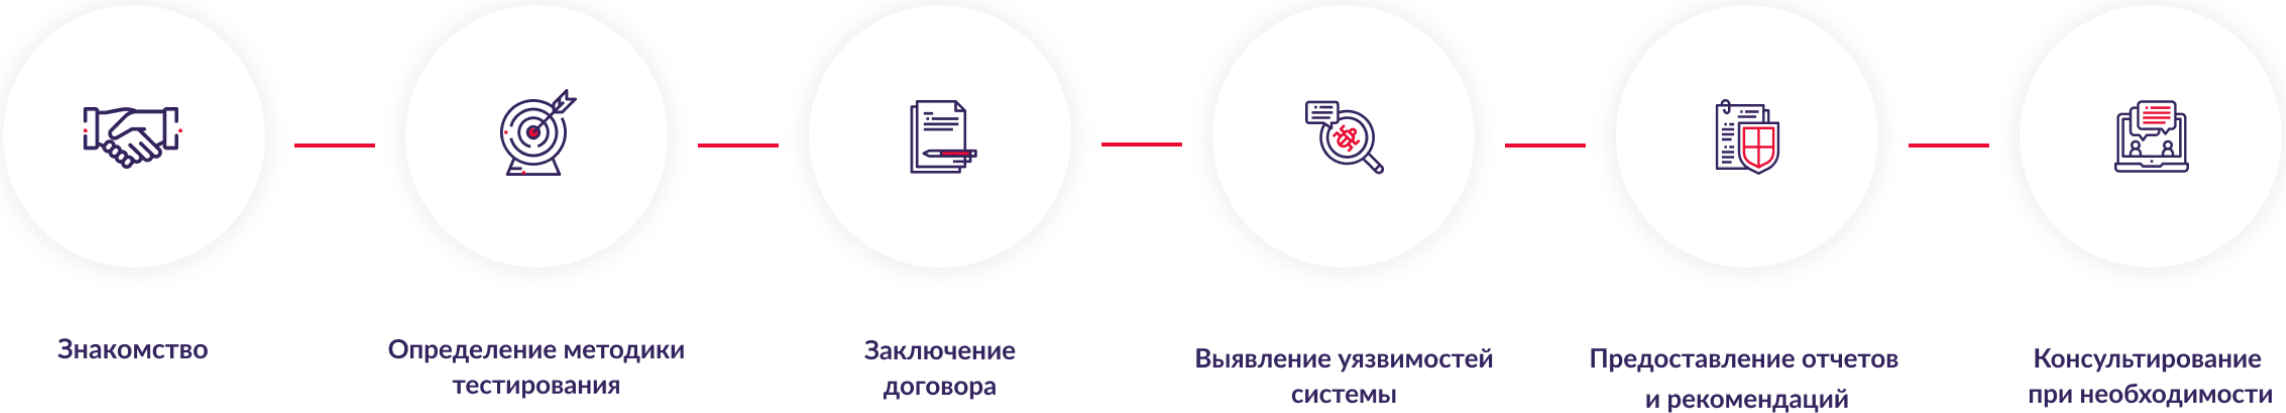 Знакомство
Определение методики
тестирования
Заключение
договора
Выявление уязвимостей
системы
Предоставление отчетов
и рекомендаций
Консультирование
при необходимости